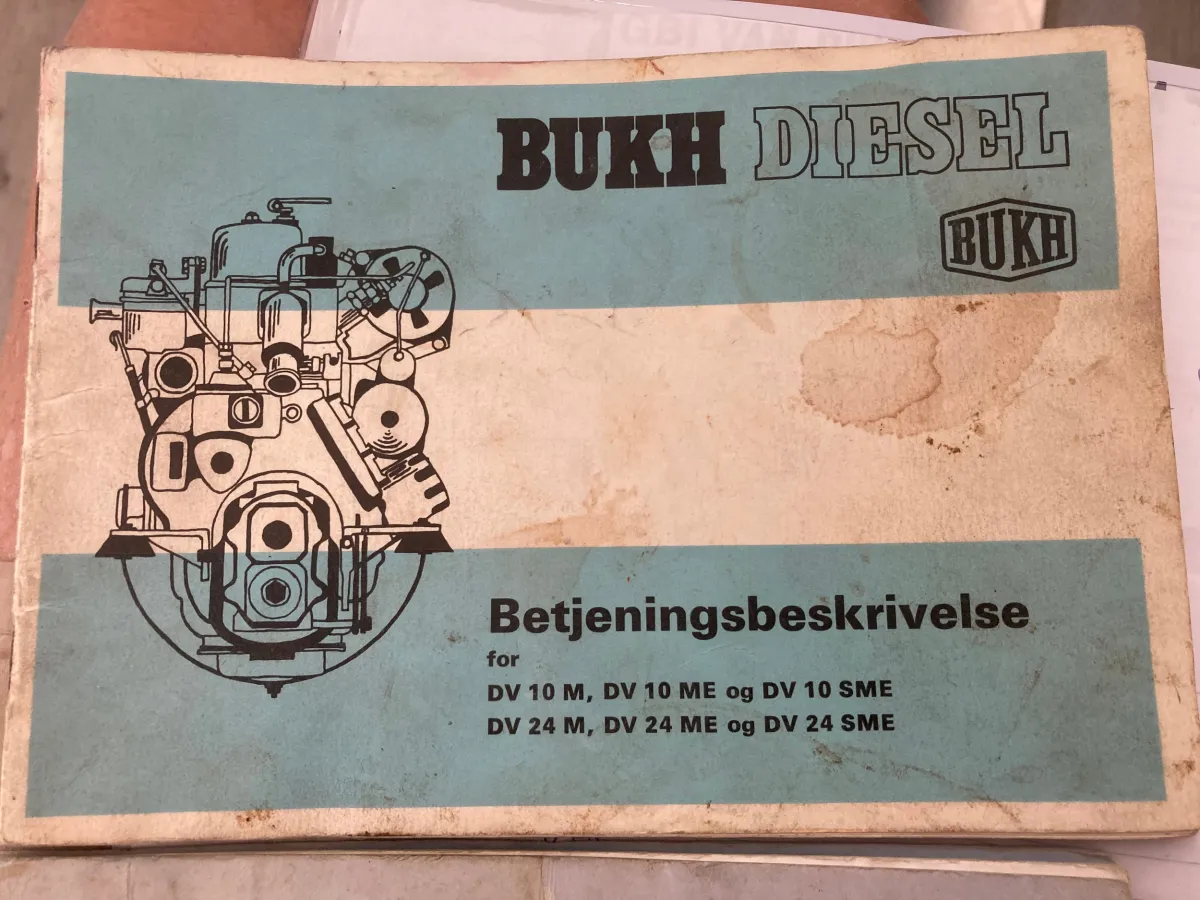 BUKH DIESEL
BUKH
Betjeningsbeskrivelse
for
DV 10 M, DV 10 ME og DV 10 SME
DV 24 M, DV 24 ME og DV 24 SME